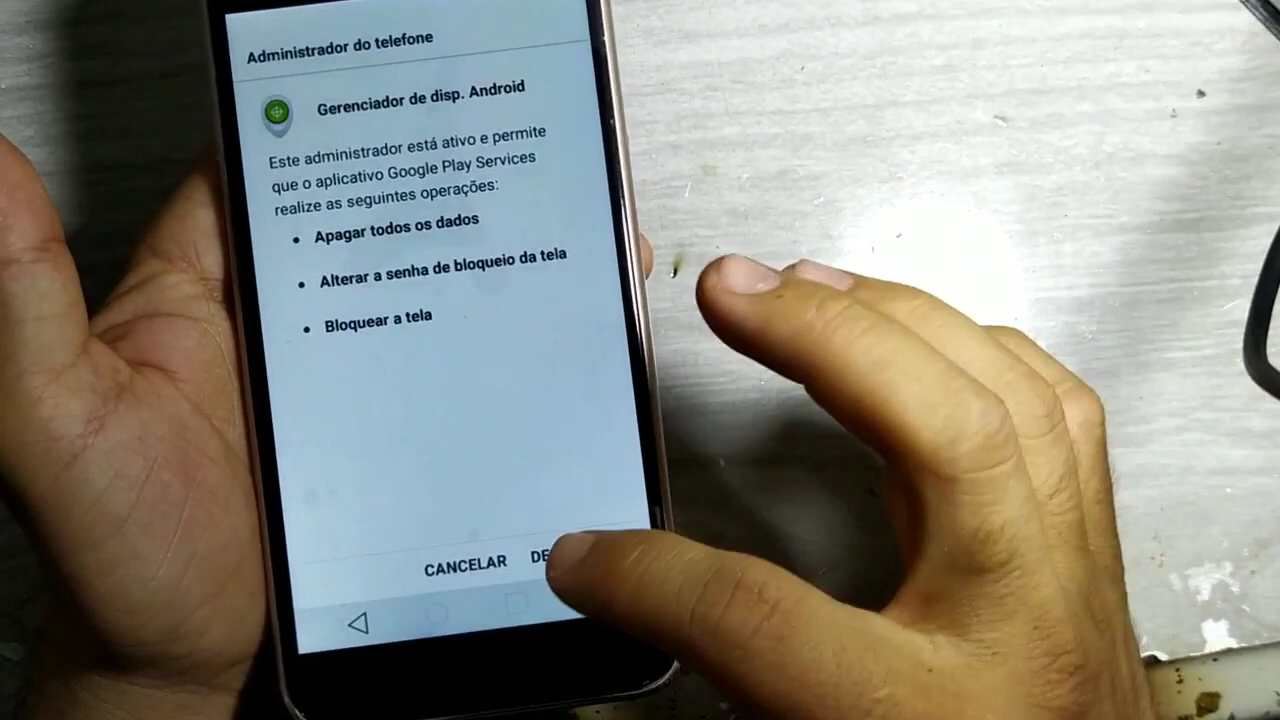 Administrador do telefone
Gerenciador de disp. Android
Este administrador está ativo e permite
que o aplicativo Google Play Services
realize as seguintes operações:
• Apagar todos os dados
• Alterar a senha de bloqueio da tela
• Bloquear a tela
CANCELAR